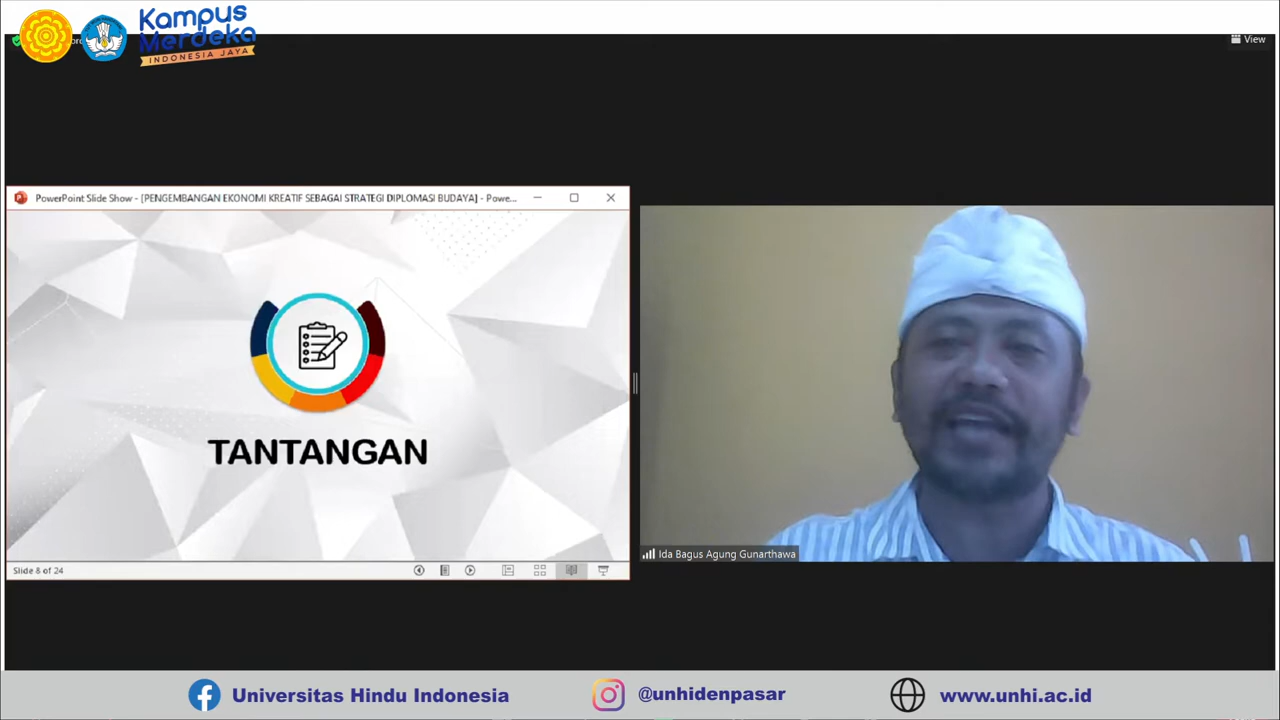 Kampus
Merdeka
INDONESIA JAYA
View
PowerPoint Slide Show - [PENGEMBANGAN EKONOMI KREATIF SEBAGAI STRATEGI DIPLOMASI BUDAYA] - Powe...
TANTANGAN
Slide 8 of 24
Ida Bagus Agung Gunarthawa
Universitas Hindu Indonesia
@unhidenpasar
www.unhi.ac.id